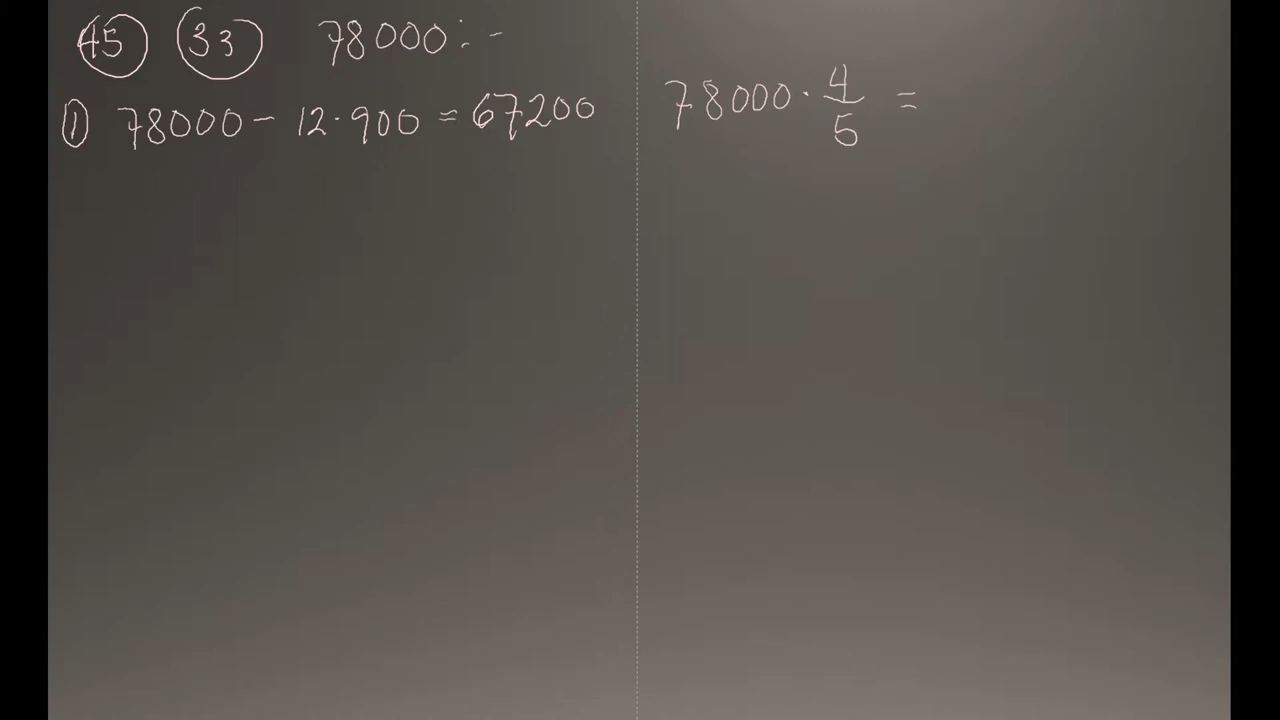 45 33 78000:-
① 78000 - 12·900 = 67200
78000 · 4/5 =